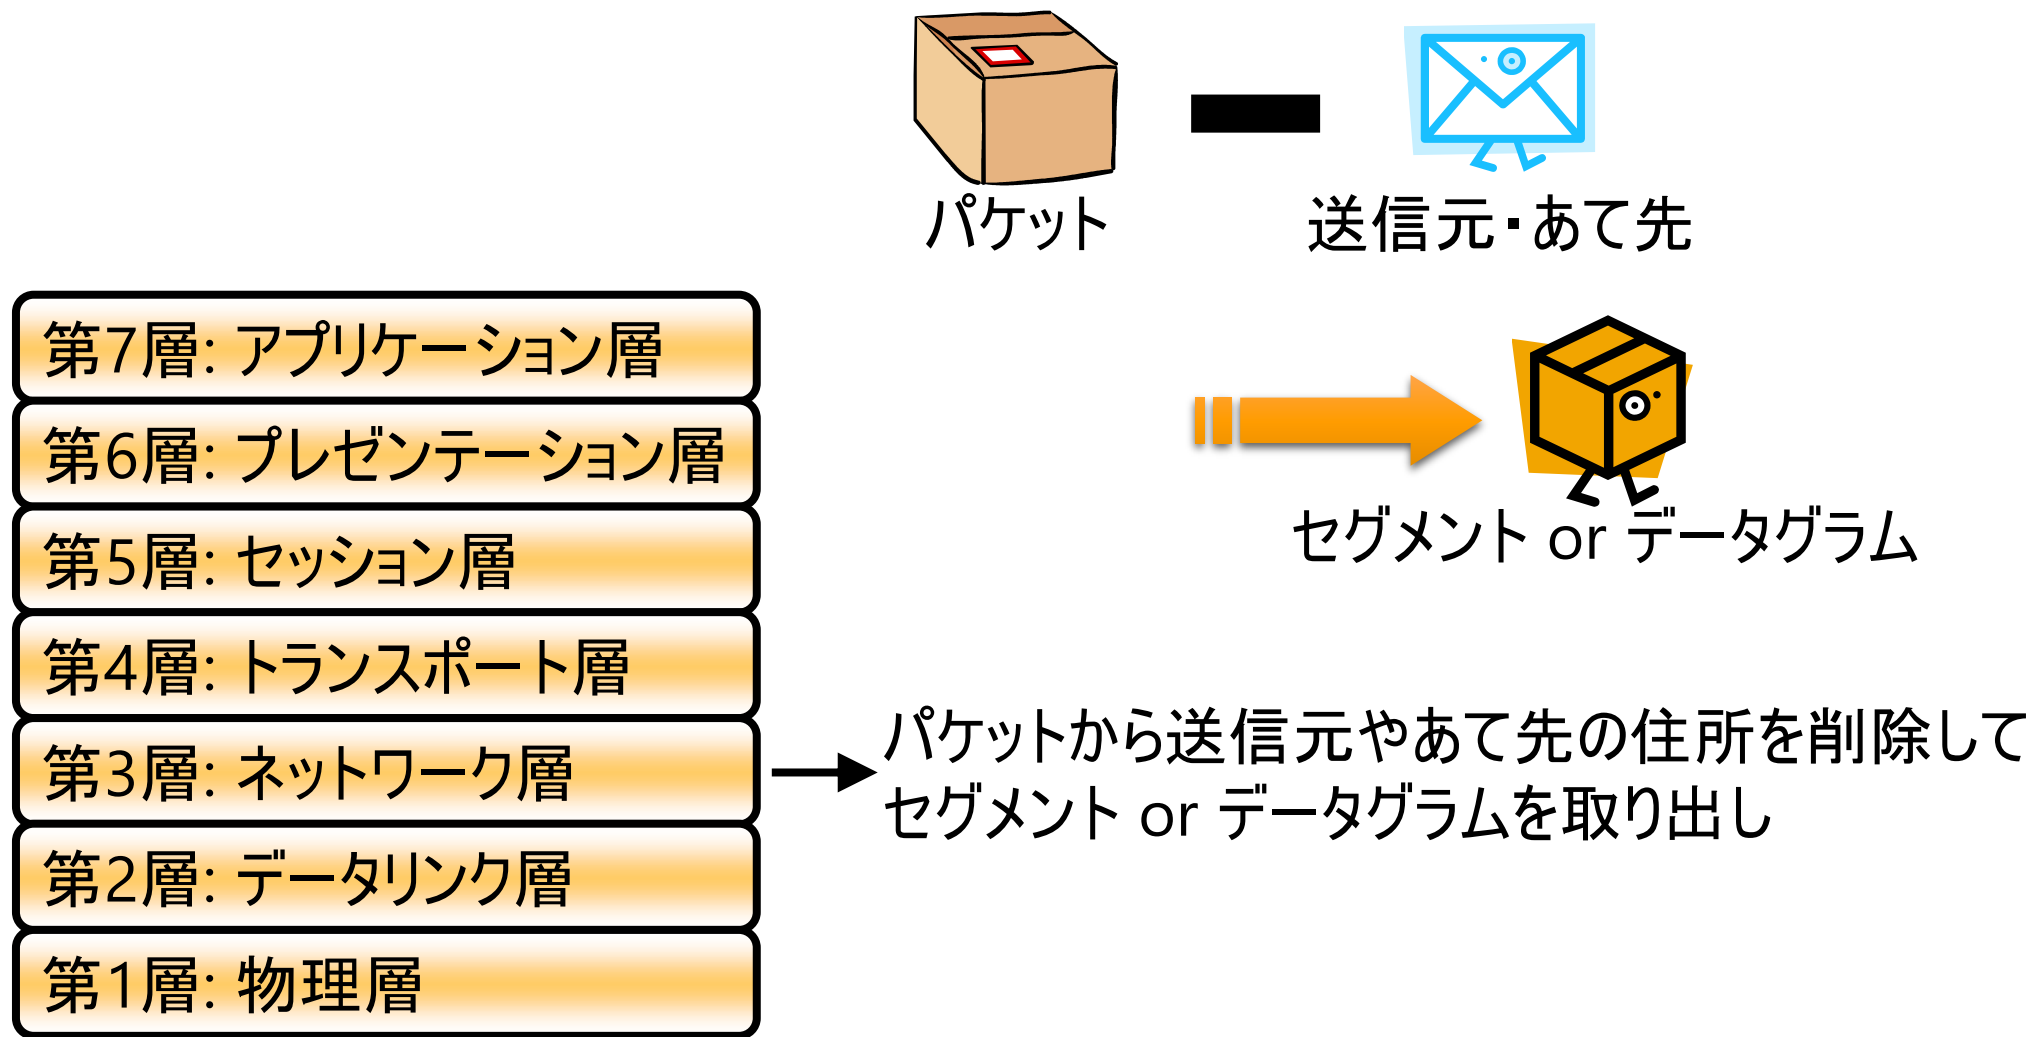 パケット
送信元・あて先
セグメント or データグラム
第7層: アプリケーション層
第6層: プレゼンテーション層
第5層: セッション層
第4層: トランスポート層
第3層: ネットワーク層
第2層: データリンク層
第1層: 物理層
パケットから送信元やあて先の住所を削除して
セグメント or データグラムを取り出し